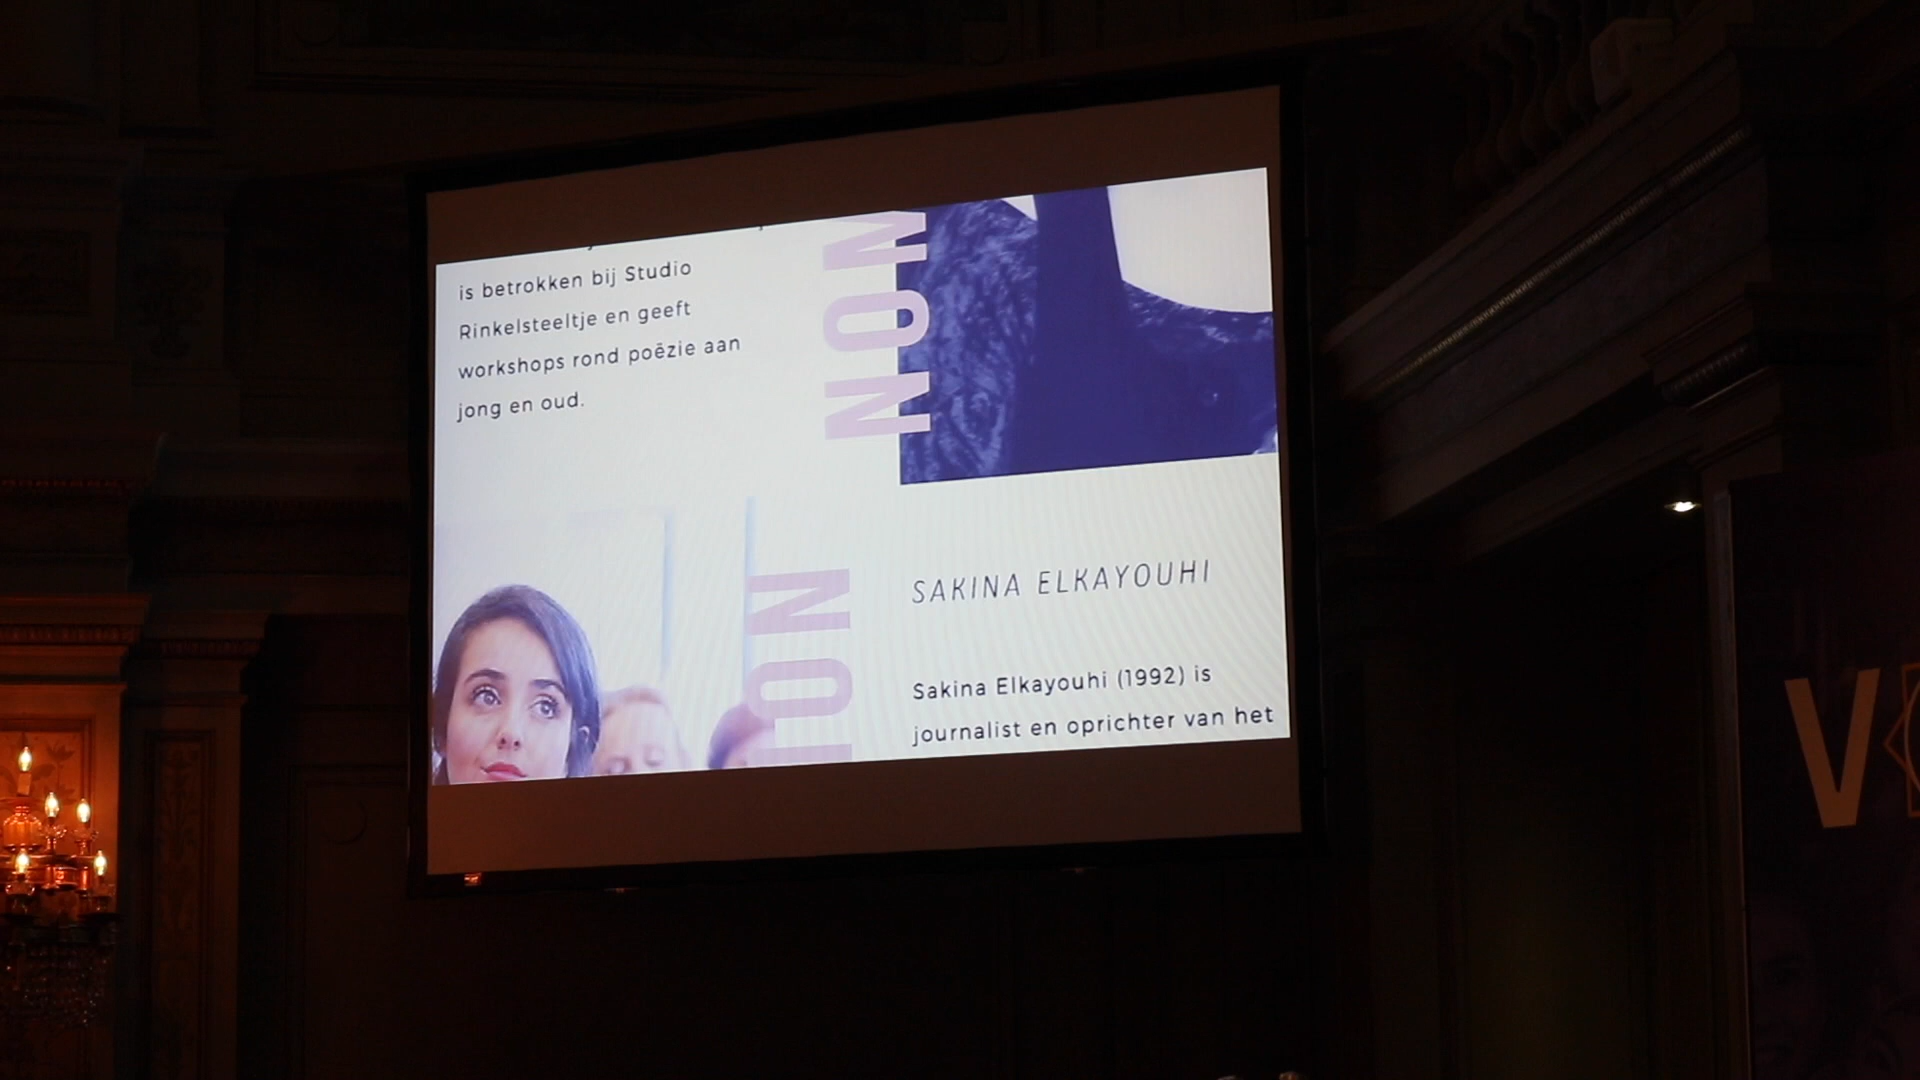 is betrokken bij Studio
Rinkelsteeltje en geeft
workshops rond poëzie aan
jong en oud.
NON
NO
SAKINA ELKAYOUHI
Sakina Elkayouhi (1992) is
journalist en oprichter van het
V